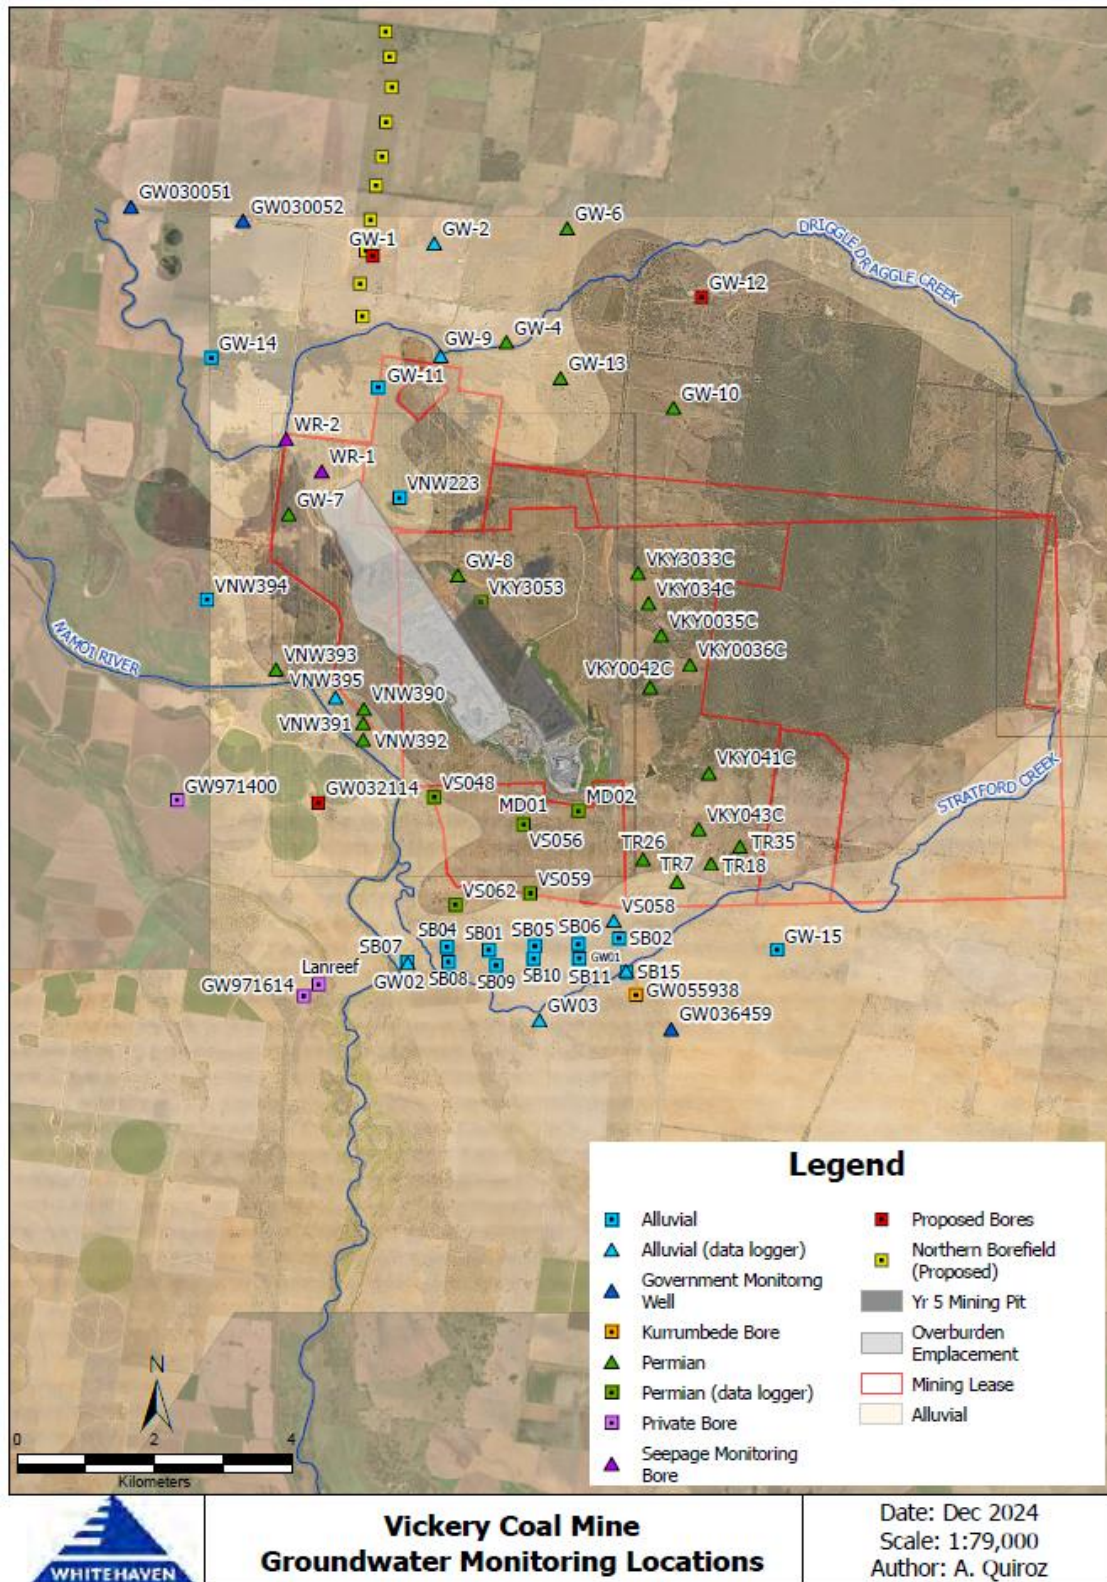 GW030051
GW030052
GW-6
GW-2
GW-1
DRIGGLE DRAGGLE CREEK
GW-12
GW-14
GW-9
GW-4
GW-13
GW-11
GW-10
WR-2
WR-1
VNW223
GW-7
GW-8
VKY3033C
VKY3053
VKY034C
VNW394
VKY0035C
NAMOI RIVER
VKY0036C
VNW393
VKY0042C
VNW395
VNW390
VNW391
VNW392
VKY041C
GW971400
GW032114
VS048
MD01
MD02
STRATFORD CREEK
VS056
VKY043C
TR26
TR35
TR7
TR18
VS062
VS059
VS058
SB04
SB01
SB05
SB06
SB02
GW-15
SB07
GW01
Lanreef
GW02
SB08
SB09
SB10
SB11
SB15
GW971614
GW055938
GW03
GW036459
Legend
Alluvial
Alluvial (data logger)
Government Monitorng
Well
Kurrumbede Bore
Permian
Permian (data logger)
Private Bore
Seepage Monitoring
Bore
Proposed Bores
Northern Borefield
(Proposed)
Yr 5 Mining Pit
Overburden
Emplacement
Mining Lease
Alluvial
N
0 2 4
Kilometers
WHITEHAVEN
Vickery Coal Mine
Groundwater Monitoring Locations
Date: Dec 2024
Scale: 1:79,000
Author: A. Quiroz